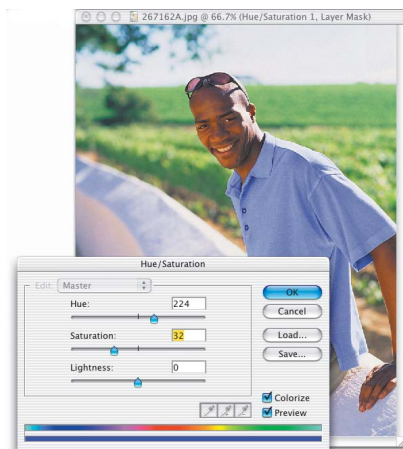 267162A.jpg @ 66.7% (Hue/Saturation 1, Layer Mask)
Hue/Saturation
Edit: Master
OK
Hue: 224
Cancel
Saturation: 32
Load...
Save...
Lightness: 0
Colorize
Preview